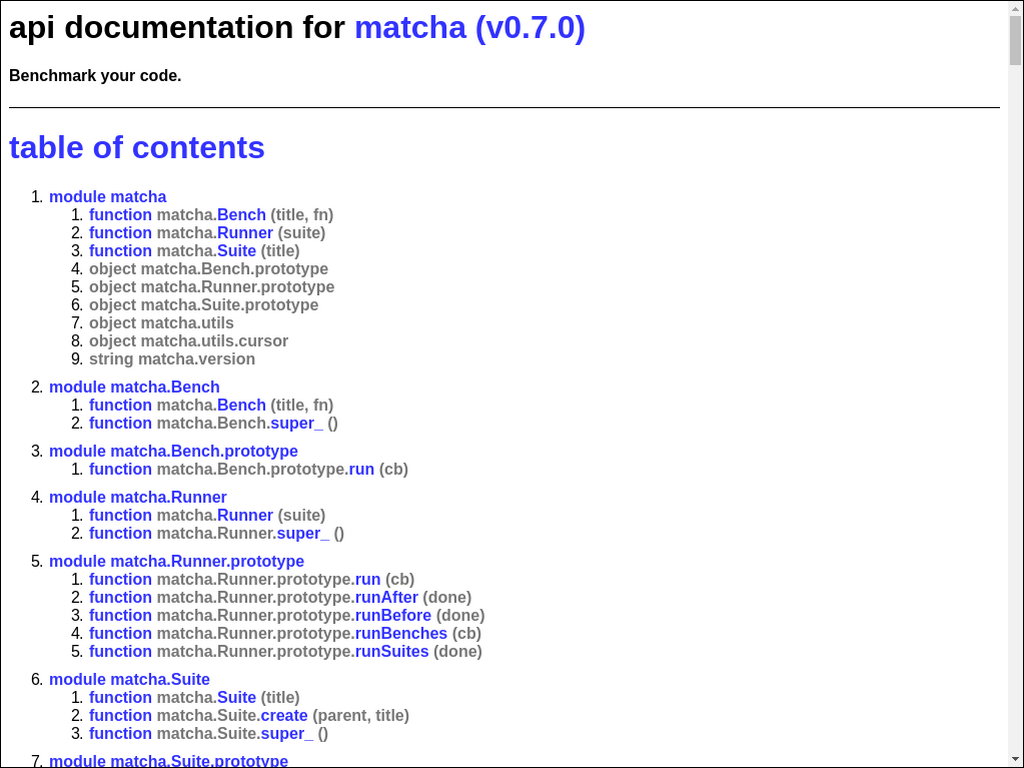 api documentation for matcha (v0.7.0)
Benchmark your code.
table of contents
1. module matcha
1. function matcha.Bench (title, fn)
2. function matcha.Runner (suite)
3. function matcha.Suite (title)
4. object matcha.Bench.prototype
5. object matcha.Runner.prototype
6. object matcha.Suite.prototype
7. object matcha.utils
8. object matcha.utils.cursor
9. string matcha.version
2. module matcha.Bench
1. function matcha.Bench (title, fn)
2. function matcha.Bench.super_ ()
3. module matcha.Bench.prototype
1. function matcha.Bench.prototype.run (cb)
4. module matcha.Runner
1. function matcha.Runner (suite)
2. function matcha.Runner.super_ ()
5. module matcha.Runner.prototype
1. function matcha.Runner.prototype.run (cb)
2. function matcha.Runner.prototype.runAfter (done)
3. function matcha.Runner.prototype.runBefore (done)
4. function matcha.Runner.prototype.runBenches (cb)
5. function matcha.Runner.prototype.runSuites (done)
6. module matcha.Suite
1. function matcha.Suite (title)
2. function matcha.Suite.create (parent, title)
3. function matcha.Suite.super_ ()
7. module matcha.Suite.prototype